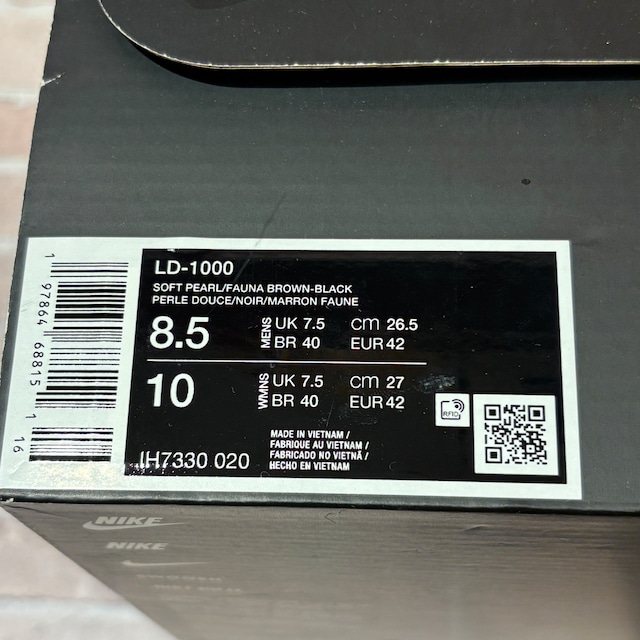 LD-1000
SOFT PEARL/FAUNA BROWN-BLACK
PERLE DOUCE/NOIR/MARRON FAUNE
8.5 MENS UK 7.5 cm 26.5
BR 40 EUR 42
10 WMNS UK 7.5 cm 27
BR 40 EUR 42
MADE IN VIETNAM /
FABRIQUE AU VIETNAM /
FABRICADO NO VIETNÃ /
HECHO EN VIETNAM
IH7330 020
RFID
1 97864 68815 1
16
NIKE
NIKE